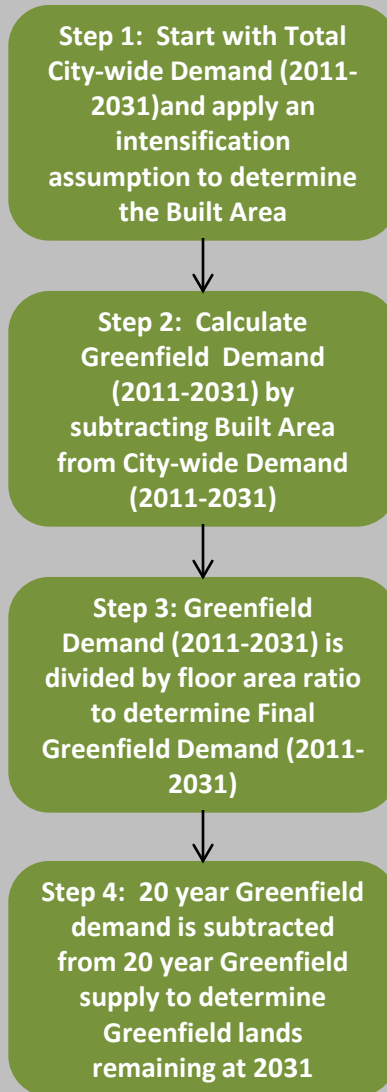 Step 1:  Start with Total
City-wide Demand (2011-
2031)and apply an
intensification
assumption to determine
the Built Area
Step 2:  Calculate
Greenfield  Demand
(2011-2031) by
subtracting Built Area
from City-wide Demand
(2011-2031)
Step 3: Greenfield
Demand (2011-2031) is
divided by floor area ratio
to determine Final
Greenfield Demand (2011-
2031)
Step 4:  20 year Greenfield
demand is subtracted
from 20 year Greenfield
supply to determine
Greenfield lands
remaining at 2031